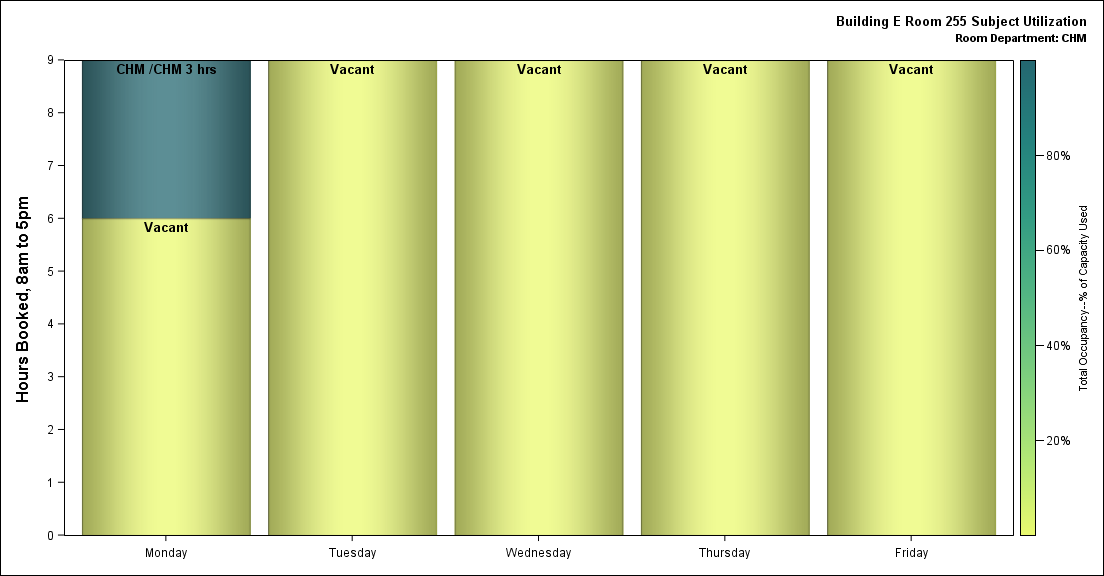 Building E Room 255 Subject Utilization
Room Department: CHM
Hours Booked, 8am to 5pm
9
8
7
6
5
4
3
2
1
0
CHM /CHM 3 hrs
Vacant
Vacant
Vacant
Vacant
Vacant
Monday
Tuesday
Wednesday
Thursday
Friday
80%
60%
40%
20%
Total Occupancy--% of Capacity Used